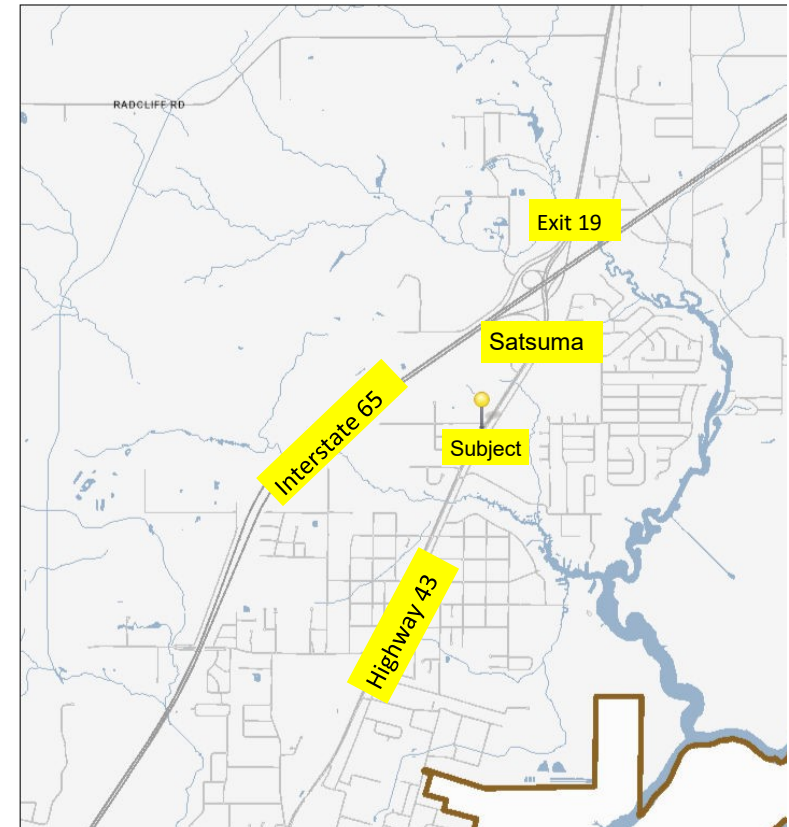 RADCLIFF RD
Exit 19
Satsuma
Interstate 65
Subject
Highway 43